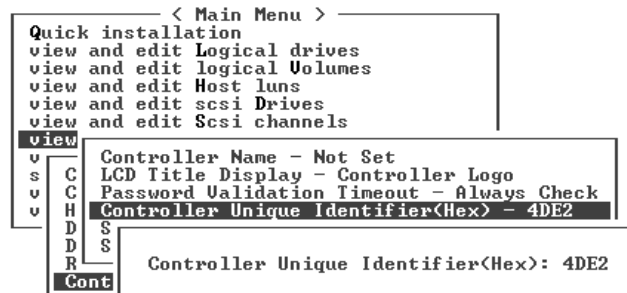 < Main Menu >
Quick installation
view and edit Logical drives
view and edit logical Volumes
view and edit Host luns
view and edit scsi Drives
view and edit Scsi channels
view
v Controller Name - Not Set
s C LCD Title Display - Controller Logo
v C Password Validation Timeout - Always Check
v H Controller Unique Identifier(Hex) - 4DE2
D S
D S
R Controller Unique Identifier(Hex): 4DE2
Cont